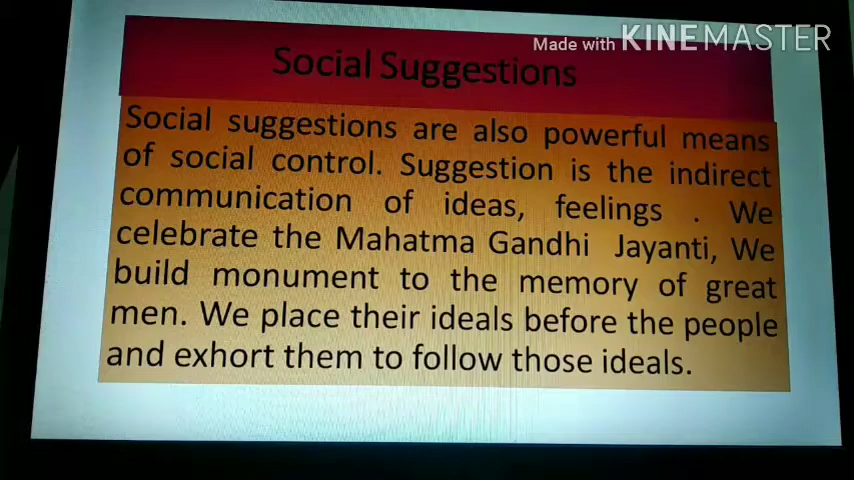 Made with KINEMASTER
Social Suggestions
Social suggestions are also powerful means
of social control. Suggestion is the indirect
communication of ideas, feelings . We
celebrate the Mahatma Gandhi Jayanti, We
build monument to the memory of great
men. We place their ideals before the people
and exhort them to follow those ideals.